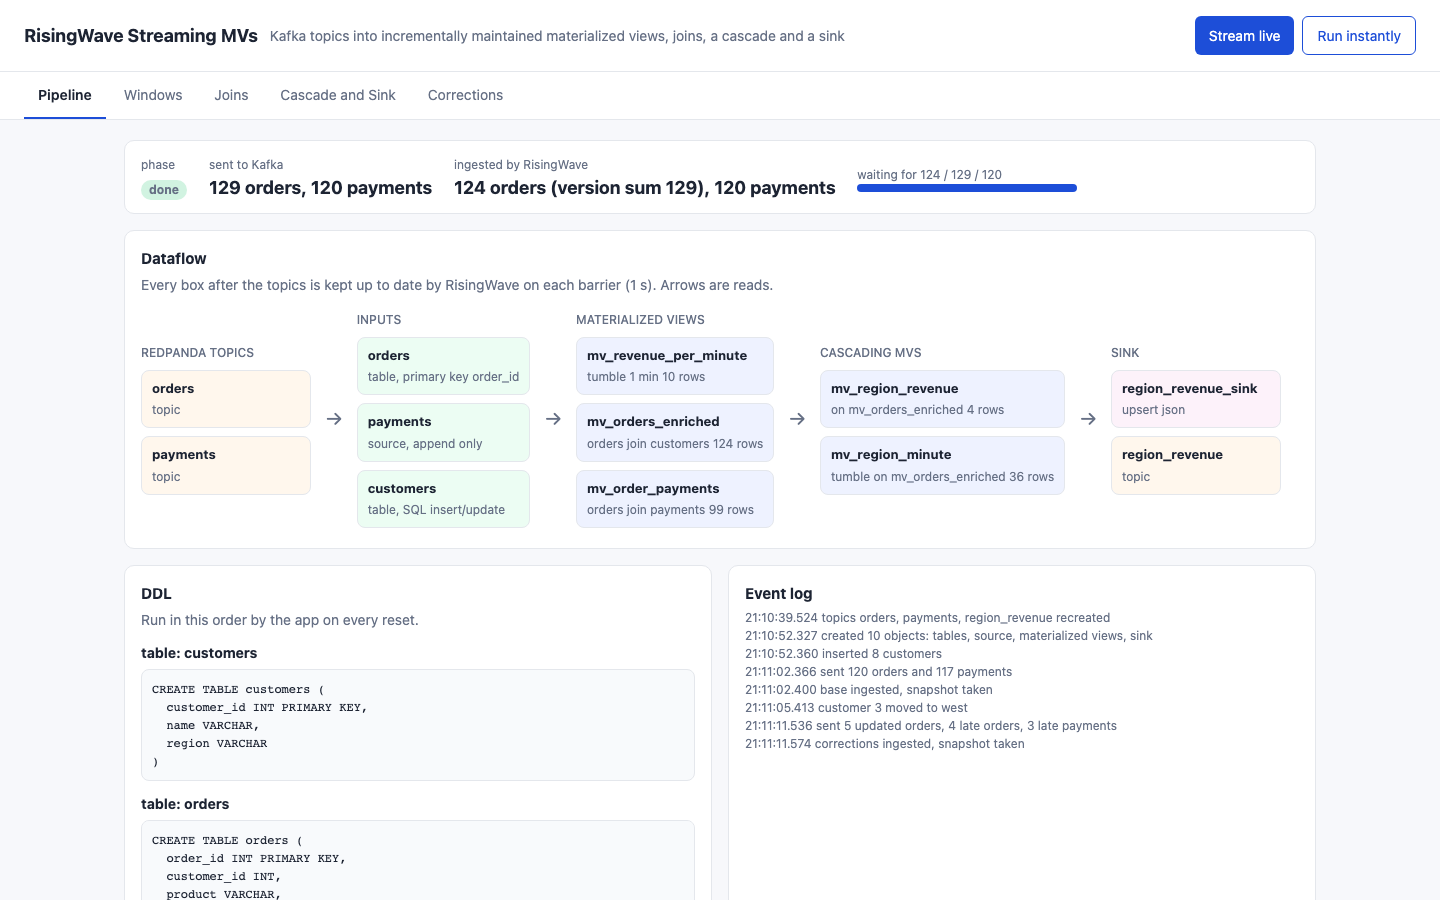 RisingWave Streaming MVs
Kafka topics into incrementally maintained materialized views, joins, a cascade and a sink
Stream live
Run instantly
Pipeline
Windows
Joins
Cascade and Sink
Corrections
phase
done
sent to Kafka
129 orders, 120 payments
ingested by RisingWave
124 orders (version sum 129), 120 payments
waiting for 124 / 129 / 120
Dataflow
Every box after the topics is kept up to date by RisingWave on each barrier (1 s). Arrows are reads.
REDPANDA TOPICS
orders
topic
payments
topic
→
INPUTS
orders
table, primary key order_id
payments
source, append only
customers
table, SQL insert/update
→
MATERIALIZED VIEWS
mv_revenue_per_minute
tumble 1 min 10 rows
mv_orders_enriched
orders join customers 124 rows
mv_order_payments
orders join payments 99 rows
→
CASCADING MVS
mv_region_revenue
on mv_orders_enriched 4 rows
mv_region_minute
tumble on mv_orders_enriched 36 rows
→
SINK
region_revenue_sink
upsert json
region_revenue
topic
DDL
Run in this order by the app on every reset.
table: customers
CREATE TABLE customers (
customer_id INT PRIMARY KEY,
name VARCHAR,
region VARCHAR
)
table: orders
CREATE TABLE orders (
order_id INT PRIMARY KEY,
customer_id INT,
product VARCHAR,
Event log
21:10:39.524 topics orders, payments, region_revenue recreated
21:10:52.327 created 10 objects: tables, source, materialized views, sink
21:10:52.360 inserted 8 customers
21:11:02.366 sent 120 orders and 117 payments
21:11:02.400 base ingested, snapshot taken
21:11:05.413 customer 3 moved to west
21:11:11.536 sent 5 updated orders, 4 late orders, 3 late payments
21:11:11.574 corrections ingested, snapshot taken